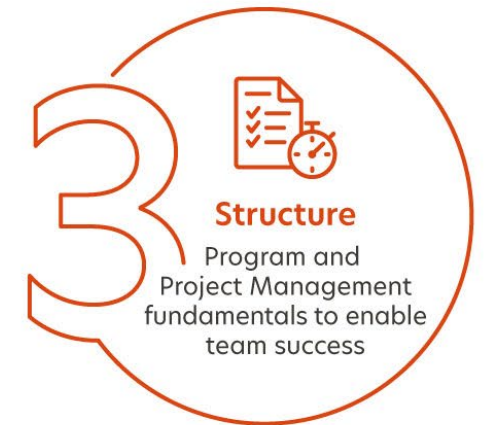 3
Structure
Program and
Project Management
fundamentals to enable
team success